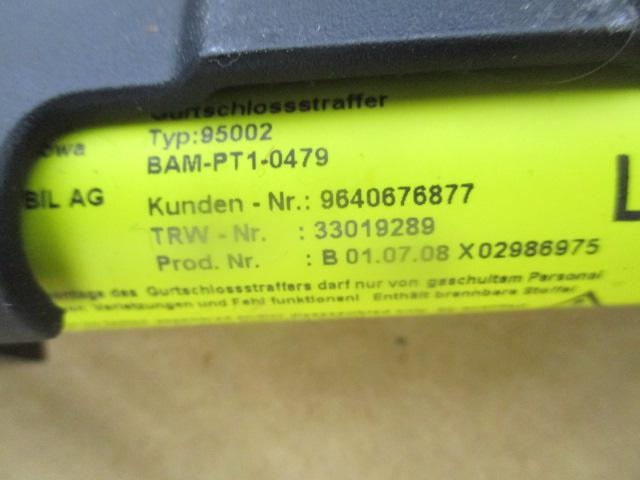 Gurtschlossstraffer
Typ:95002
BAM-PT1-0479
BIL AG
Kunden - Nr.: 9640676877
TRW - Nr. : 33019289
Prod. Nr. : B 01.07.08 X02986975
des Gurtschlossstraffers darf nur von geschultem Personal
Verletzungen und Fehl funktionen! Enthält brennbare Stoffe!
L